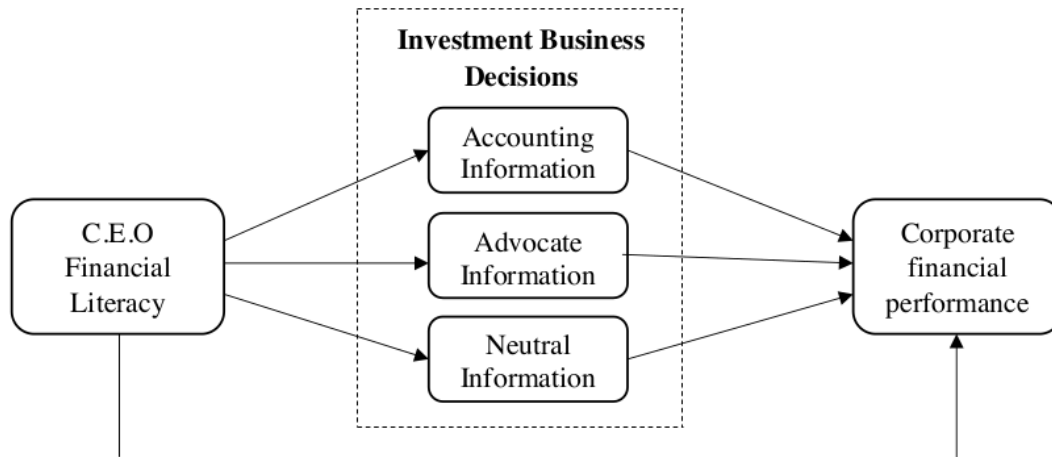 Investment Business
Decisions
Accounting
Information
C.E.O
Financial
Literacy
Advocate
Information
Corporate
financial
performance
Neutral
Information